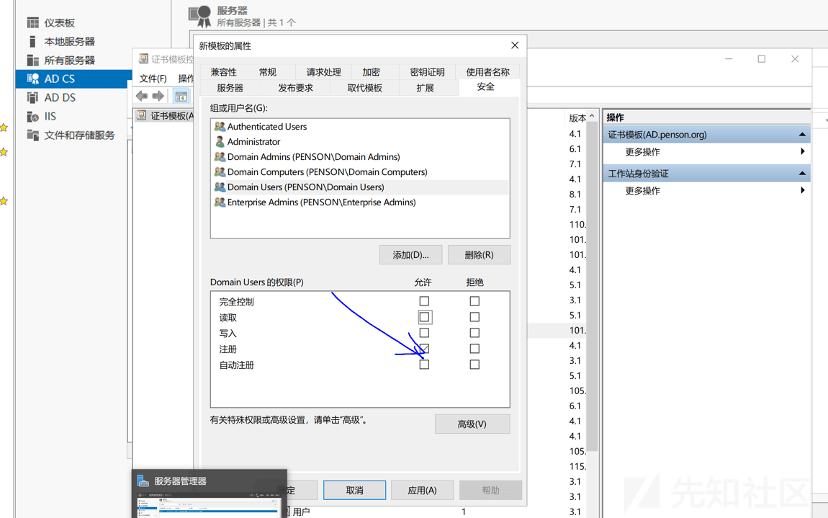 服务器
所有服务器 | 共 1 个
仪表板
本地服务器
所有服务器
AD CS
AD DS
IIS
文件和存储服务
证书模板控
文件(F) 操作
证书模板(A
新模板的属性
兼容性 常规 请求处理 加密 密钥证明 使用者名称
服务器 发布要求 取代模板 扩展 安全
组或用户名(G):
Authenticated Users
Administrator
Domain Admins (PENSON\Domain Admins)
Domain Computers (PENSON\Domain Computers)
Domain Users (PENSON\Domain Users)
Enterprise Admins (PENSON\Enterprise Admins)
添加(D)... 删除(R)
Domain Users 的权限(P) 允许 拒绝
完全控制
读取
写入
注册
自动注册
有关特殊权限或高级设置，请单击"高级"。
高级(V)
定 取消 应用(A) 帮助
服务器管理器
用户
1
版本
4.1
6.1
7.1
4.1
8.1
7.1
110.
101.
101.
4.1
5.1
3.1
5.1
101.
4.1
3.1
5.1
105.
6.1
4.1
4.1
105.
115.
3.1
3.1
3.1
操作
证书模板(AD.penson.org)
更多操作
工作站身份验证
更多操作
先知社区